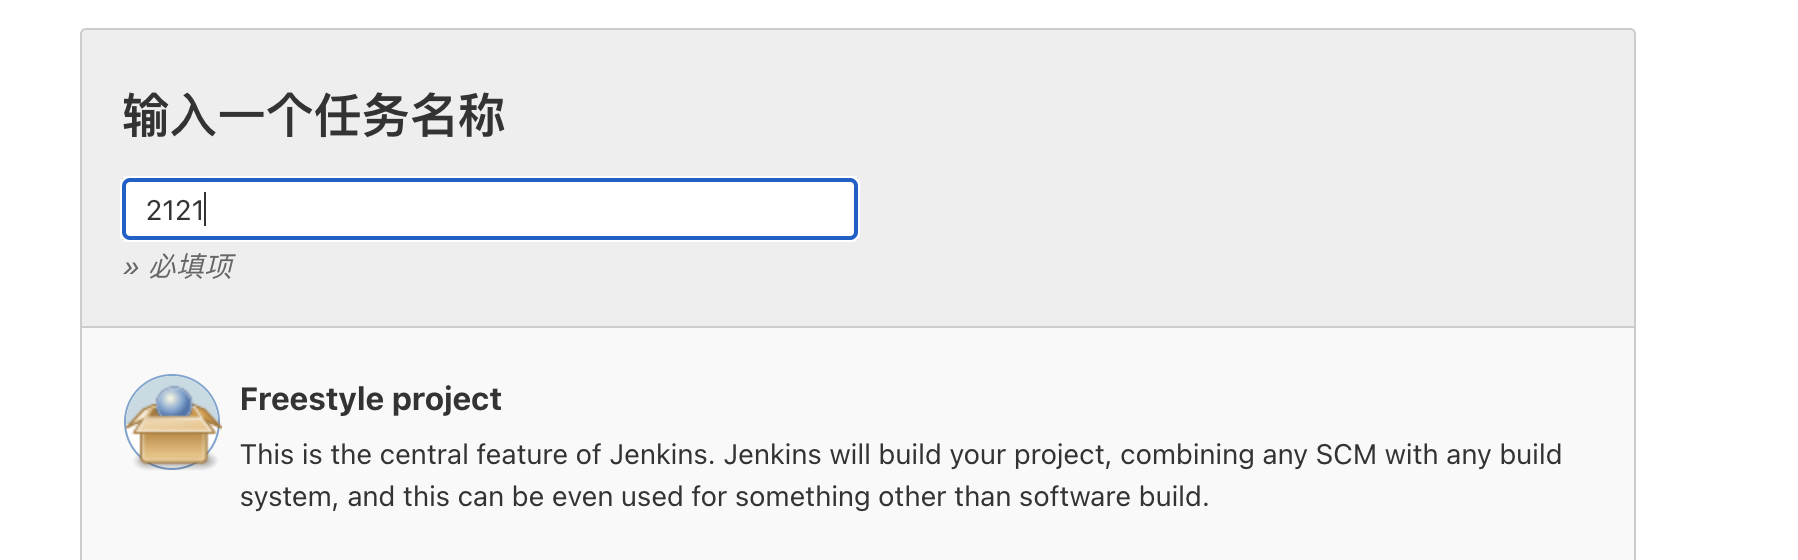 输入一个任务名称
2121
» 必填项
Freestyle project
This is the central feature of Jenkins. Jenkins will build your project, combining any SCM with any build
system, and this can be even used for something other than software build.